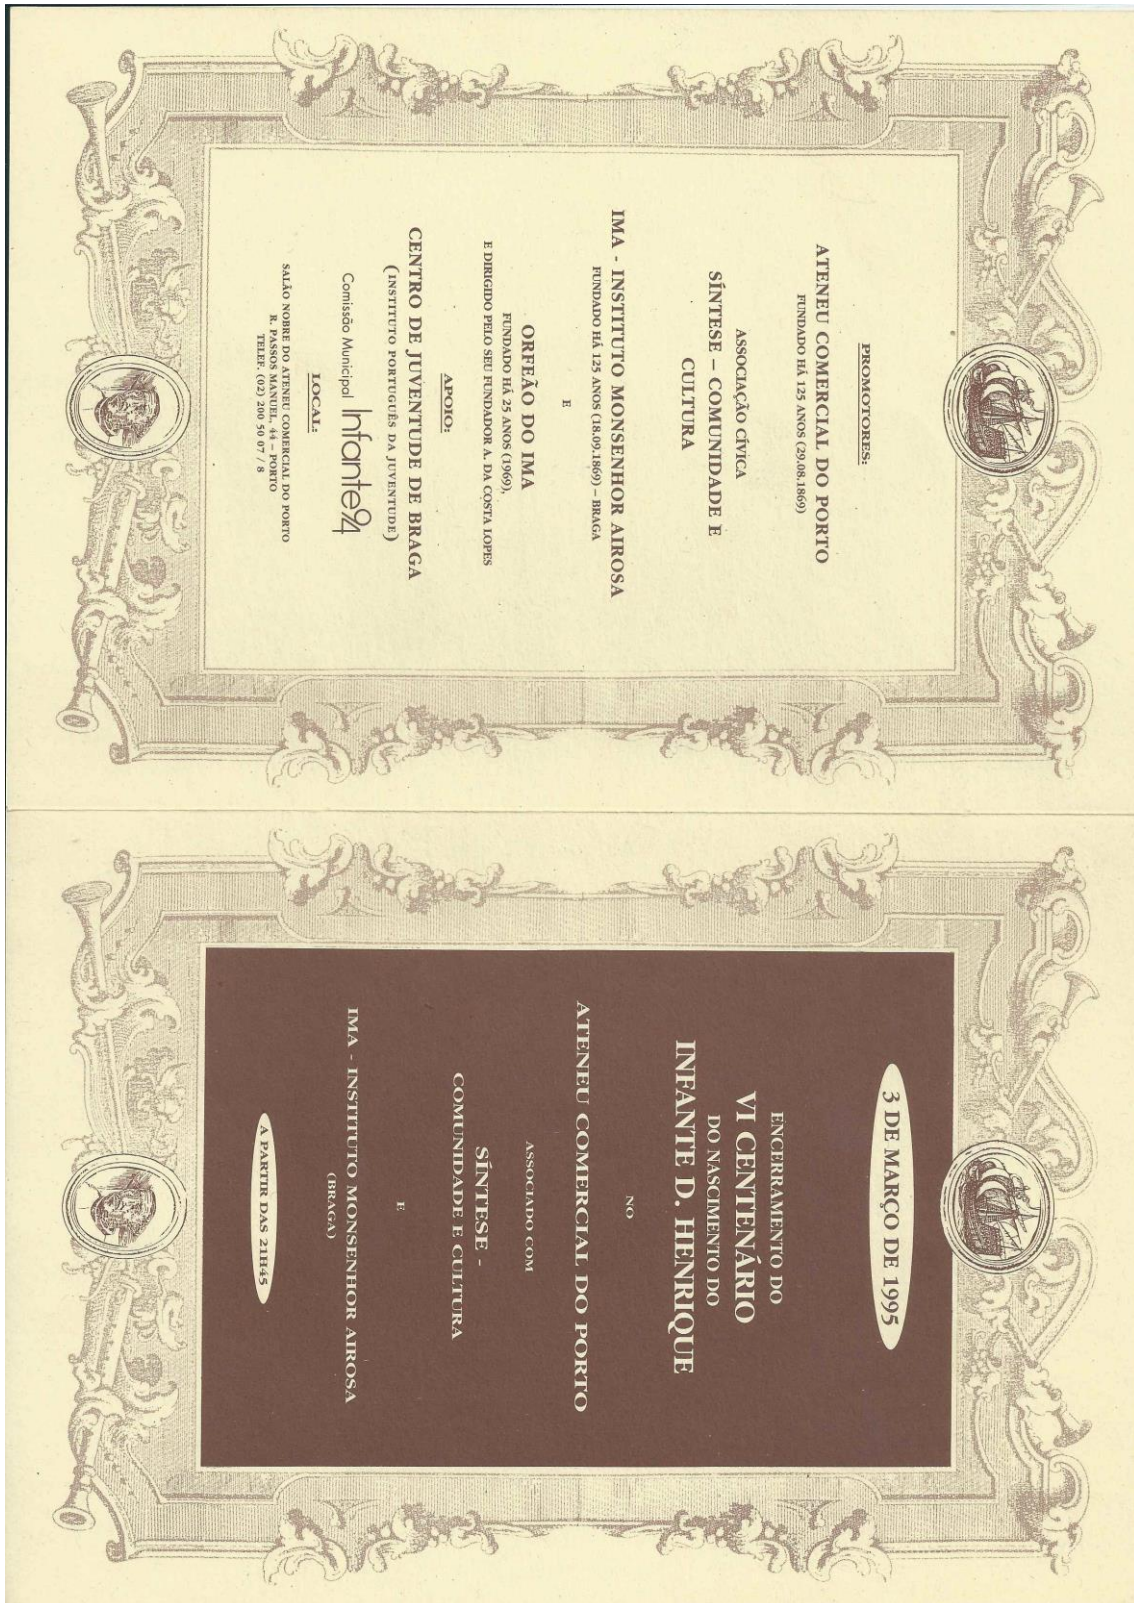 PROMOTORES:
ATENEU COMERCIAL DO PORTO
FUNDADO HÁ 125 ANOS (29.08.1869)
ASSOCIAÇÃO CÍVICA
SÍNTESE – COMUNIDADE E
CULTURA
IMA - INSTITUTO MONSENHOR AIROSA
FUNDADO HÁ 125 ANOS (18.09.1869) – BRAGA
E
ORFEÃO DO IMA
FUNDADO HÁ 25 ANOS (1969),
E DIRIGIDO PELO SEU FUNDADOR A. DA COSTA LOPES
APOIO:
CENTRO DE JUVENTUDE DE BRAGA
(INSTITUTO PORTUGUÊS DA JUVENTUDE)
Comissão Municipal Infante94
LOCAL:
SALÃO NOBRE DO ATENEU COMERCIAL DO PORTO
R. PASSOS MANUEL, 44 – PORTO
TELEF. (02) 200 50 07 / 8
3 DE MARÇO DE 1995
ENCERRAMENTO DO
VI CENTENÁRIO
DO NASCIMENTO DO
INFANTE D. HENRIQUE
NO
ATENEU COMERCIAL DO PORTO
ASSOCIADO COM
SÍNTESE -
COMUNIDADE E CULTURA
E
IMA - INSTITUTO MONSENHOR AIROSA
(BRAGA)
A PARTIR DAS 21H45